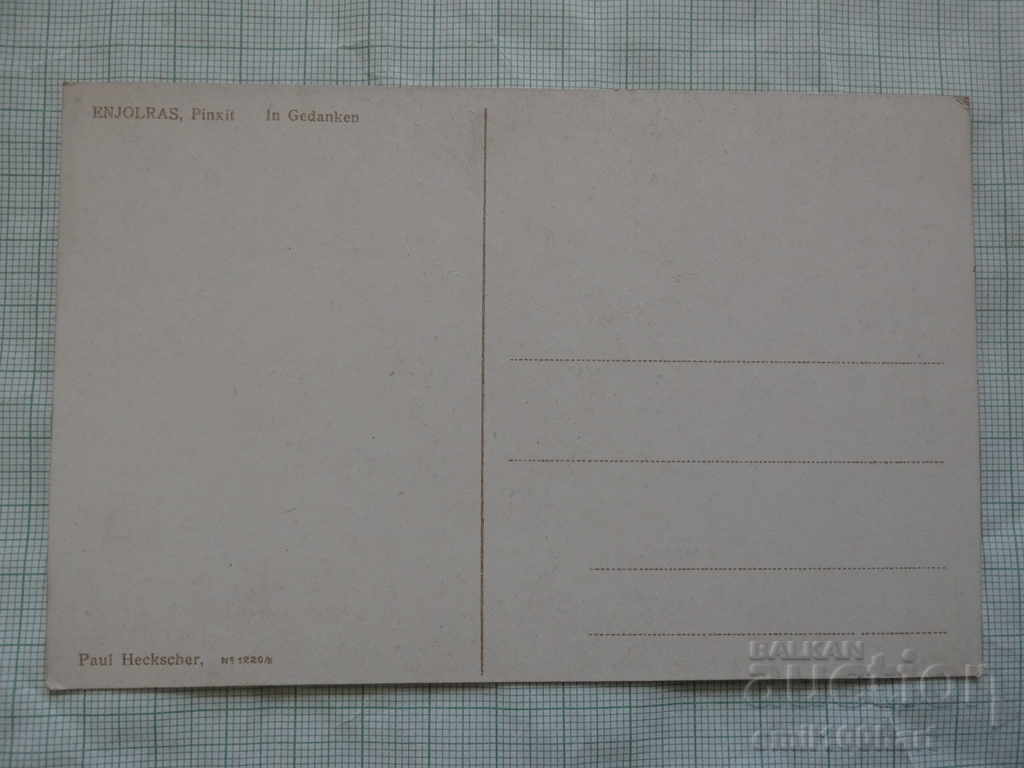 ENJOLRAS, Pinxit In Gedanken
Paul Heckscher,
BALKAN
auction